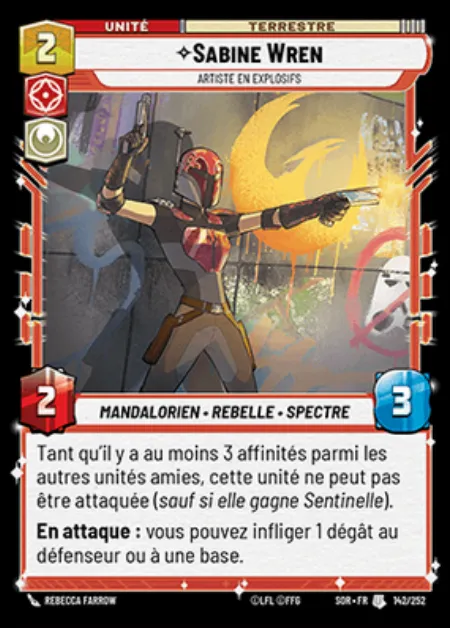 UNITÉ TERRESTRE
2 ✧SABINE WREN
ARTISTE EN EXPLOSIFS
2 MANDALORIEN • REBELLE • SPECTRE 3
Tant qu'il y a au moins 3 affinités parmi les
autres unités amies, cette unité ne peut pas
être attaquée (sauf si elle gagne Sentinelle).
En attaque : vous pouvez infliger 1 dégât au
défenseur ou à une base.
REBECCA FARROW ©LFL ©FFG SOR • FR 142/252